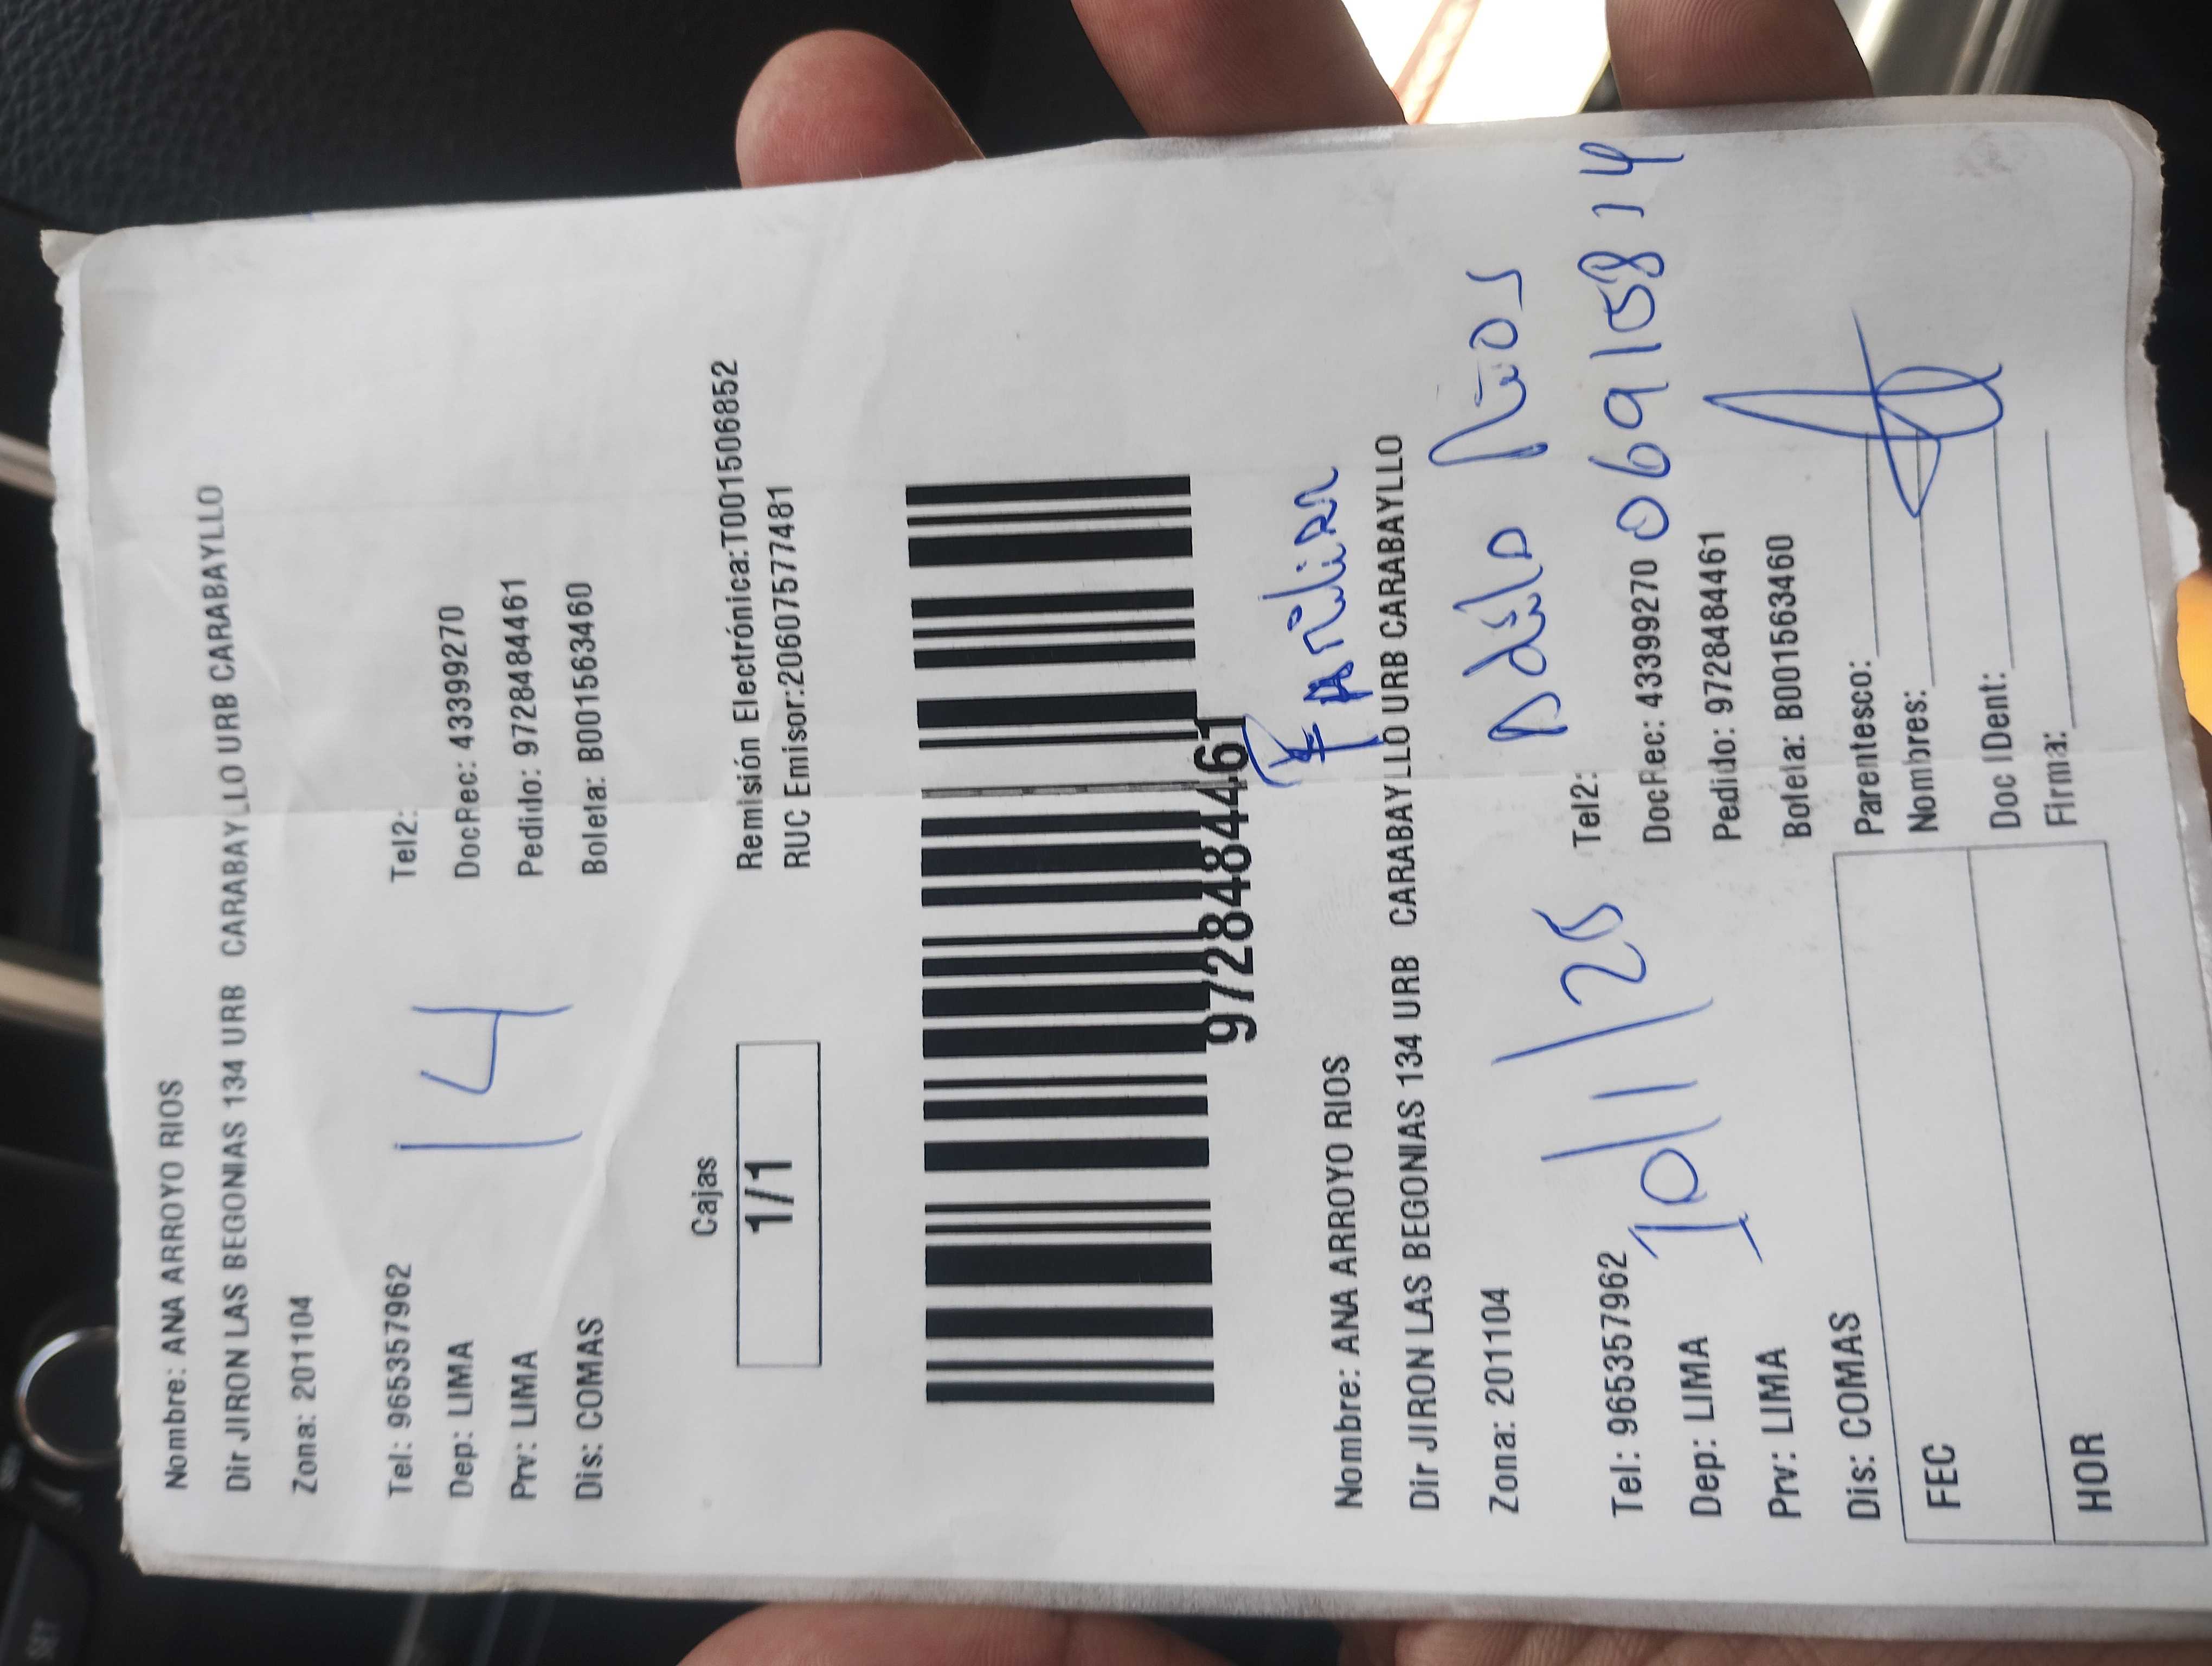 Nombre: ANA ARROYO RIOS
Dir JIRON LAS BEGONIAS 134 URB CARABAYLLO URB CARABAYLLO
Zona: 201104
14
Tel: 965357962 Tel2:
Dep: LIMA DocRec: 43399270
Prv: LIMA Pedido: 9728484461
Dis: COMAS Boleta: B001563460
Cajas
1/1
Remisión Electrónica:T001506852
RUC Emisor:20607577481
9728484461
Familiar
Nombre: ANA ARROYO RIOS
Dir JIRON LAS BEGONIAS 134 URB CARABAYLLO URB CARABAYLLO
Zona: 201104
Rios
Tel: 965357962 Tel2:
DocRec: 43399270
Dep: LIMA Pedido: 9728484461
Prv: LIMA Boleta: B001563460
Dis: COMAS Parentesco:
FEC Nombres:
Doc IDent:
HOR Firma:
SET